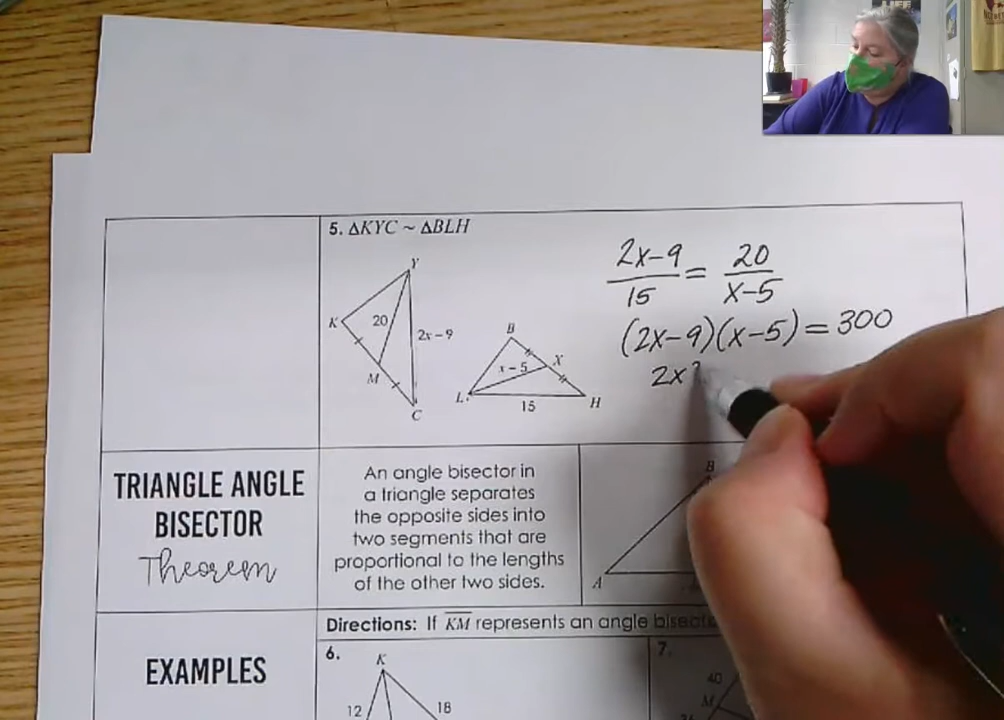 5. ΔKYC ~ ΔBLH
Y
K
20
2x−9
M
C
B
x−5
X
L
15
H
2x−9 / 15 = 20 / x−5
(2x−9)(x−5) = 300
2x²
TRIANGLE ANGLE
BISECTOR
Theorem
An angle bisector in
a triangle separates
the opposite sides into
two segments that are
proportional to the lengths
of the other two sides.
B
A
EXAMPLES
Directions: If KM represents an angle
6.
K
12
18
7.
40
M